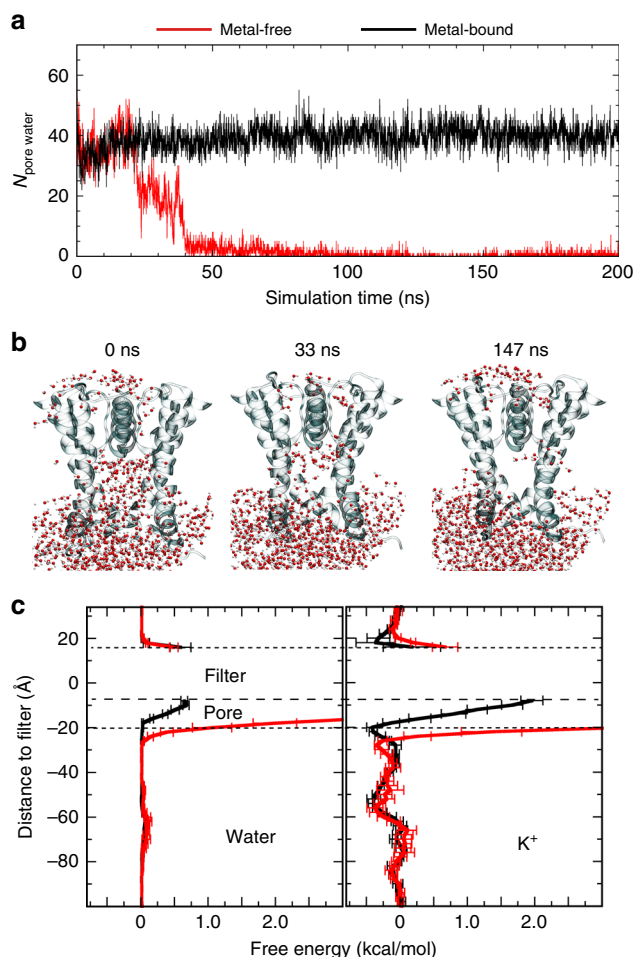 a
Metal-free Metal-bound
N pore water
60
40
20
0
0 50 100 150 200
Simulation time (ns)
b
0 ns 33 ns 147 ns
c
Distance to filter (Å)
20
0
−20
−40
−60
−80
Filter
Pore
Water
K+
0 1.0 2.0 0 1.0 2.0
Free energy (kcal/mol)